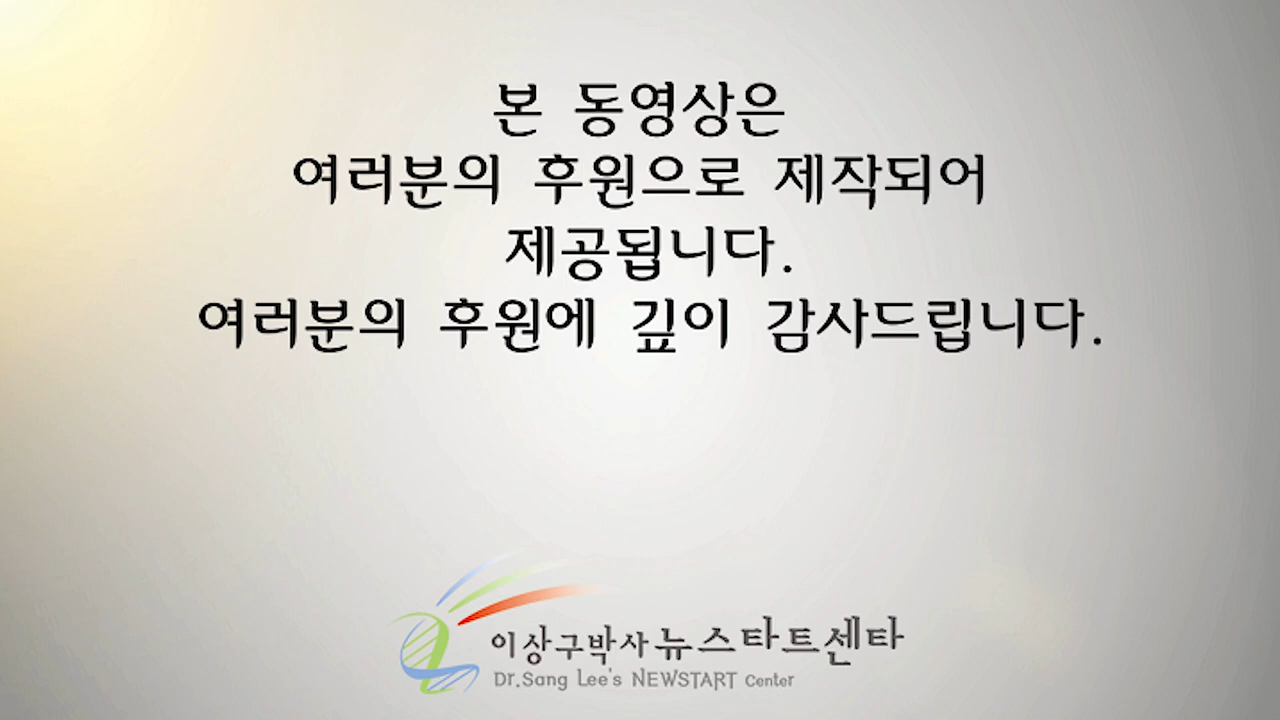 본 동영상은
여러분의 후원으로 제작되어
제공됩니다.
여러분의 후원에 깊이 감사드립니다.
이상구박사 뉴스타트센타
Dr.Sang Lee's NEWSTART Center